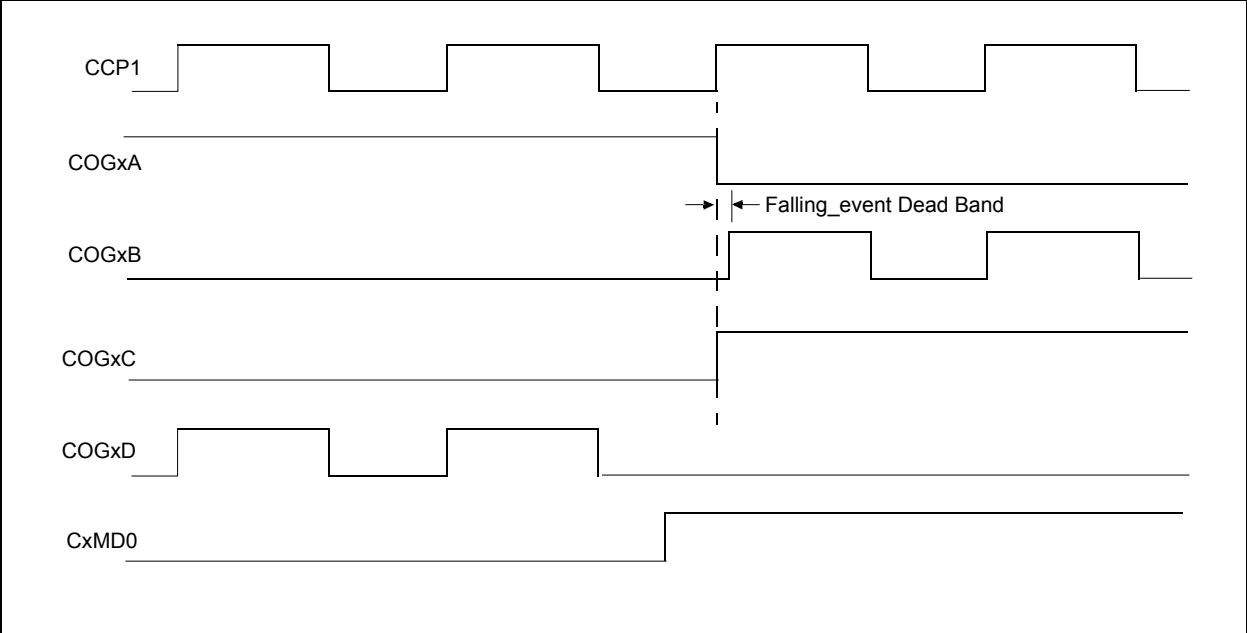 CCP1
COGxA
Falling_event Dead Band
COGxB
COGxC
COGxD
CxMD0